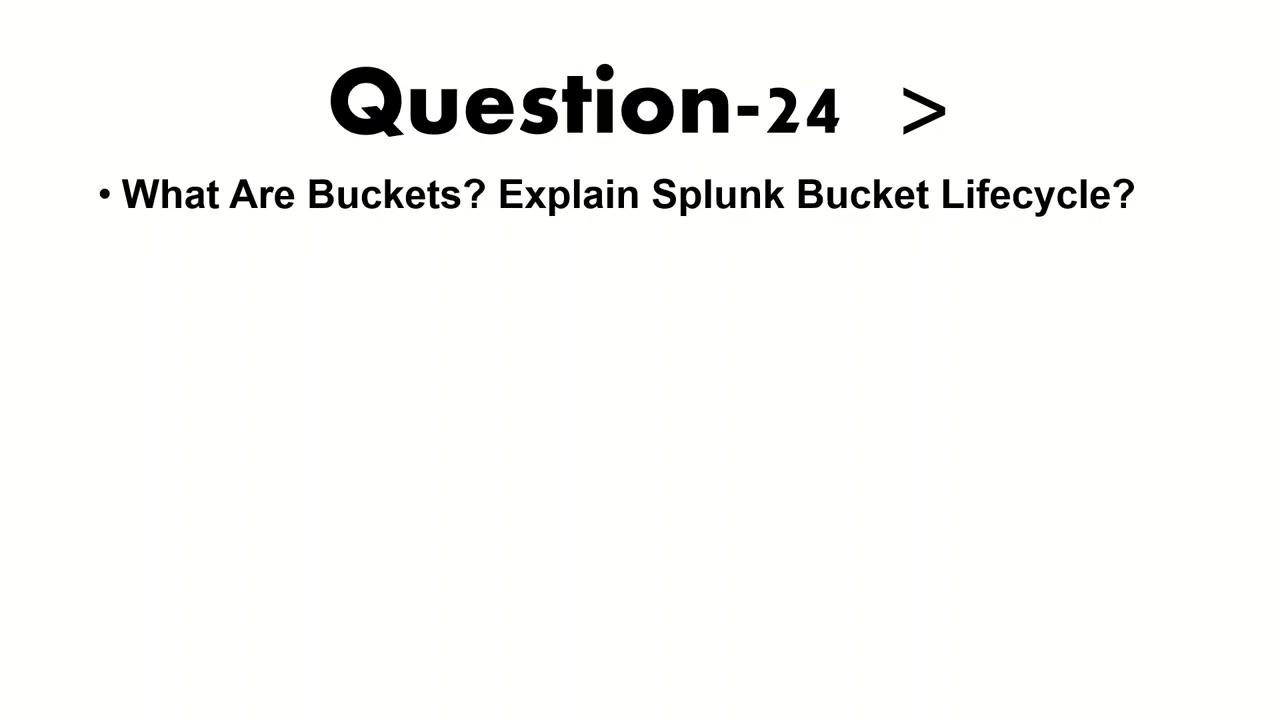 Question-24 >
• What Are Buckets? Explain Splunk Bucket Lifecycle?